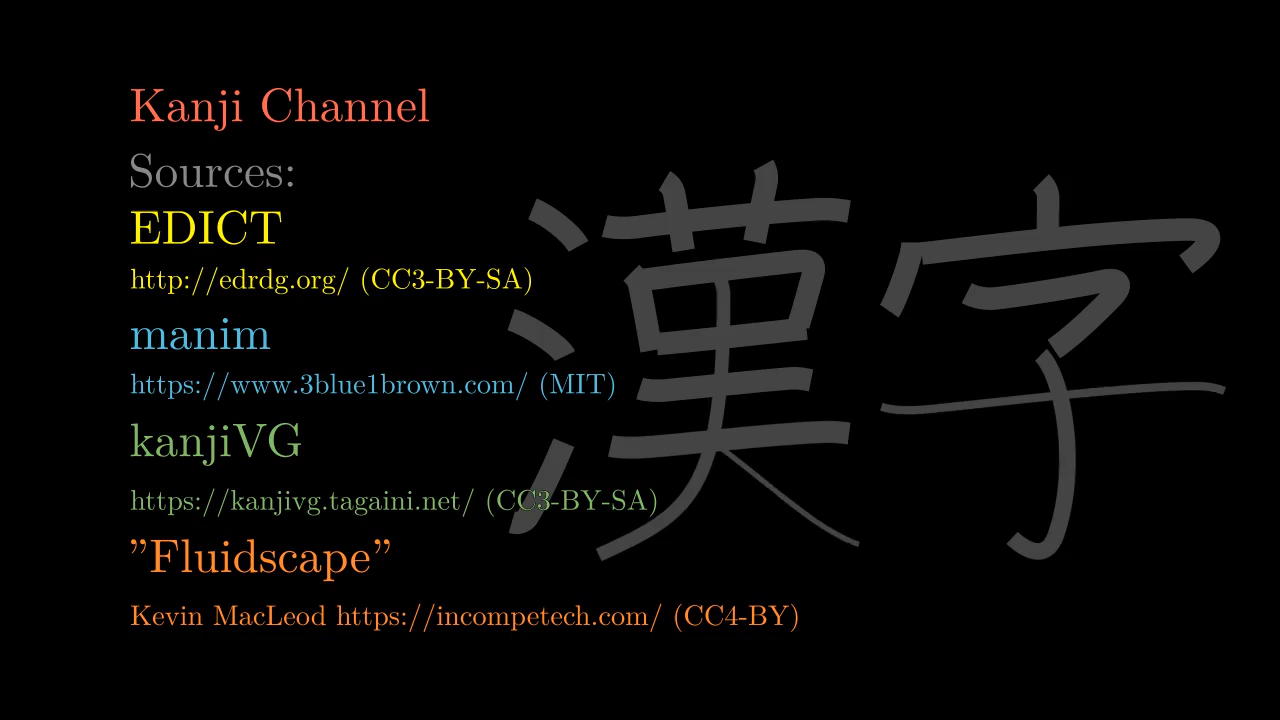 Kanji Channel
Sources:
EDICT
http://edrdg.org/ (CC3-BY-SA)
manim
https://www.3blue1brown.com/ (MIT)
kanjiVG
https://kanjivg.tagaini.net/ (CC3-BY-SA)
”Fluidscape”
Kevin MacLeod https://incompetech.com/ (CC4-BY)
漢字